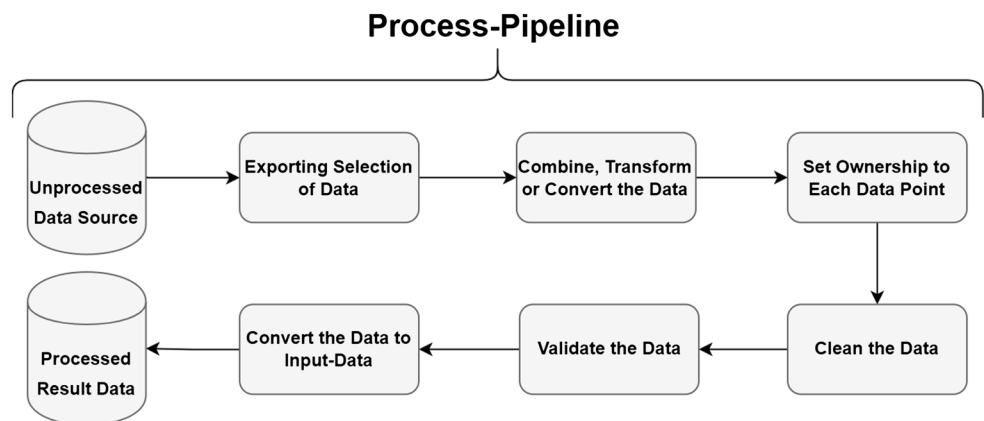 Process-Pipeline
Unprocessed
Data Source
Exporting Selection
of Data
Combine, Transform
or Convert the Data
Set Ownership to
Each Data Point
Clean the Data
Validate the Data
Convert the Data to
Input-Data
Processed
Result Data